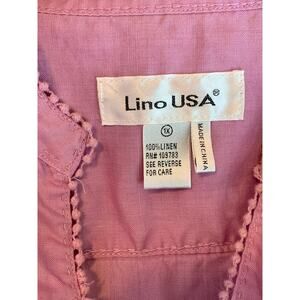 Lino USA®
1X
100% LINEN
RN# 109783
SEE REVERSE
FOR CARE
MADE IN CHINA